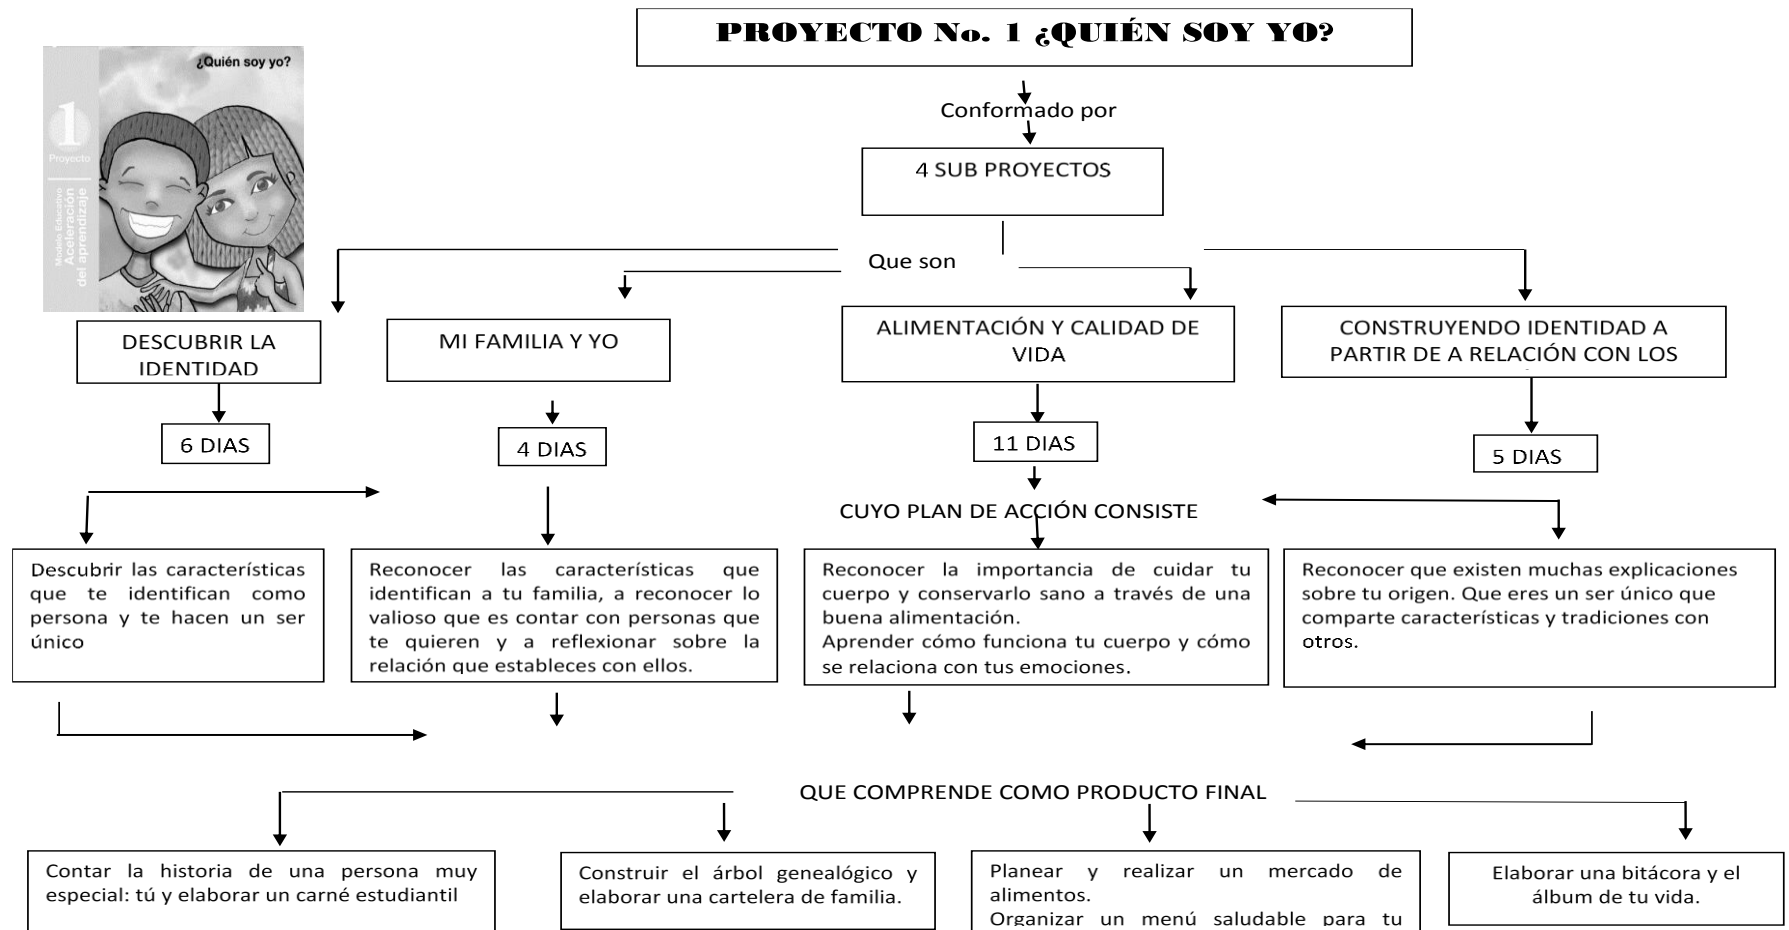 PROYECTO No. 1 ¿QUIÉN SOY YO?
¿Quién soy yo?
1
Proyecto
Modelo Educativo
Aceleración
del aprendizaje
Conformado por
4 SUB PROYECTOS
Que son
DESCUBRIR LA
IDENTIDAD
MI FAMILIA Y YO
ALIMENTACIÓN Y CALIDAD DE
VIDA
CONSTRUYENDO IDENTIDAD A
PARTIR DE A RELACIÓN CON LOS
6 DIAS
4 DIAS
11 DIAS
5 DIAS
CUYO PLAN DE ACCIÓN CONSISTE
Descubrir las características
que te identifican como
persona y te hacen un ser
único
Reconocer las características que
identifican a tu familia, a reconocer lo
valioso que es contar con personas que
te quieren y a reflexionar sobre la
relación que estableces con ellos.
Reconocer la importancia de cuidar tu
cuerpo y conservarlo sano a través de una
buena alimentación.
Aprender cómo funciona tu cuerpo y cómo
se relaciona con tus emociones.
Reconocer que existen muchas explicaciones
sobre tu origen. Que eres un ser único que
comparte características y tradiciones con
otros.
QUE COMPRENDE COMO PRODUCTO FINAL
Contar la historia de una persona muy
especial: tú y elaborar un carné estudiantil
Construir el árbol genealógico y
elaborar una cartelera de familia.
Planear y realizar un mercado de
alimentos.
Organizar un menú saludable para tu
Elaborar una bitácora y el
álbum de tu vida.